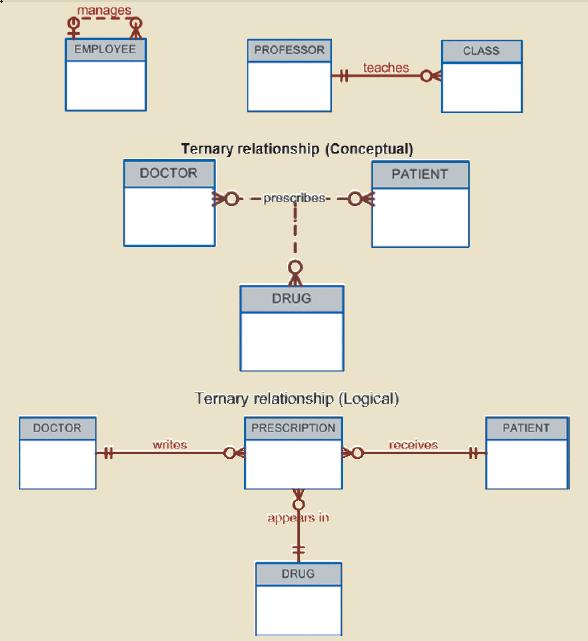 manages
EMPLOYEE
PROFESSOR
teaches
CLASS
Ternary relationship (Conceptual)
DOCTOR
prescribes
PATIENT
DRUG
Ternary relationship (Logical)
DOCTOR
writes
PRESCRIPTION
receives
PATIENT
appears in
DRUG